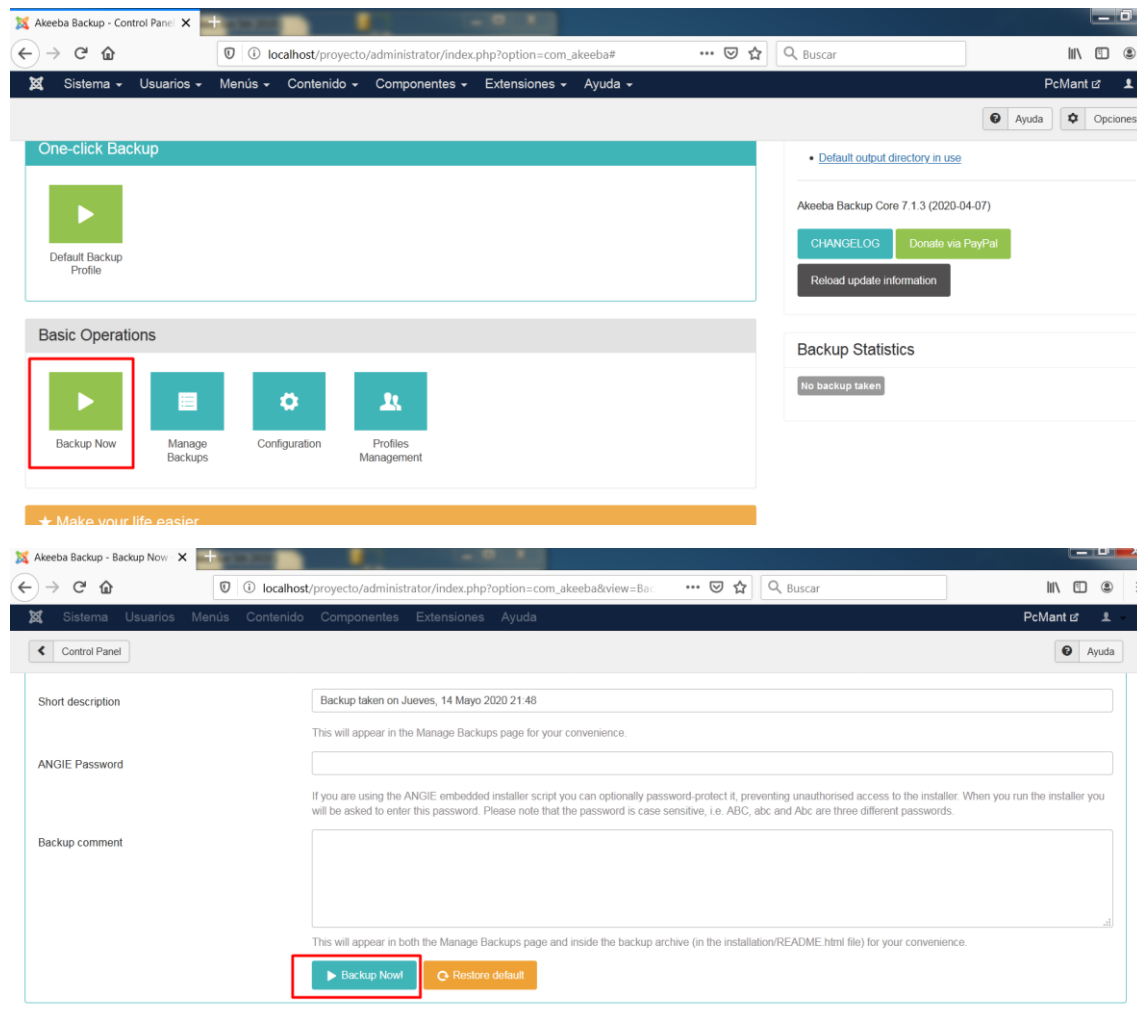 Akeeba Backup - Control Panel
localhost/proyecto/administrator/index.php?option=com_akeeba#
Buscar
Sistema Usuarios Menús Contenido Componentes Extensiones Ayuda PcMant
Ayuda Opciones
One-click Backup
Default Backup
Profile
Default output directory in use
Akeeba Backup Core 7.1.3 (2020-04-07)
CHANGELOG Donate via PayPal
Reload update information
Basic Operations
Backup Now
Manage
Backups
Configuration
Profiles
Management
Backup Statistics
No backup taken
Make your life easier
Akeeba Backup - Backup Now
localhost/proyecto/administrator/index.php?option=com_akeeba&view=Bac
Buscar
Sistema Usuarios Menús Contenido Componentes Extensiones Ayuda PcMant
Control Panel Ayuda
Short description
Backup taken on Jueves, 14 Mayo 2020 21:48
This will appear in the Manage Backups page for your convenience.
ANGIE Password
If you are using the ANGIE embedded installer script you can optionally password-protect it, preventing unauthorised access to the installer. When you run the installer you
will be asked to enter this password. Please note that the password is case sensitive, i.e. ABC, abc and Abc are three different passwords.
Backup comment
This will appear in both the Manage Backups page and inside the backup archive (in the installation/README.html file) for your convenience.
Backup Now! Restore default